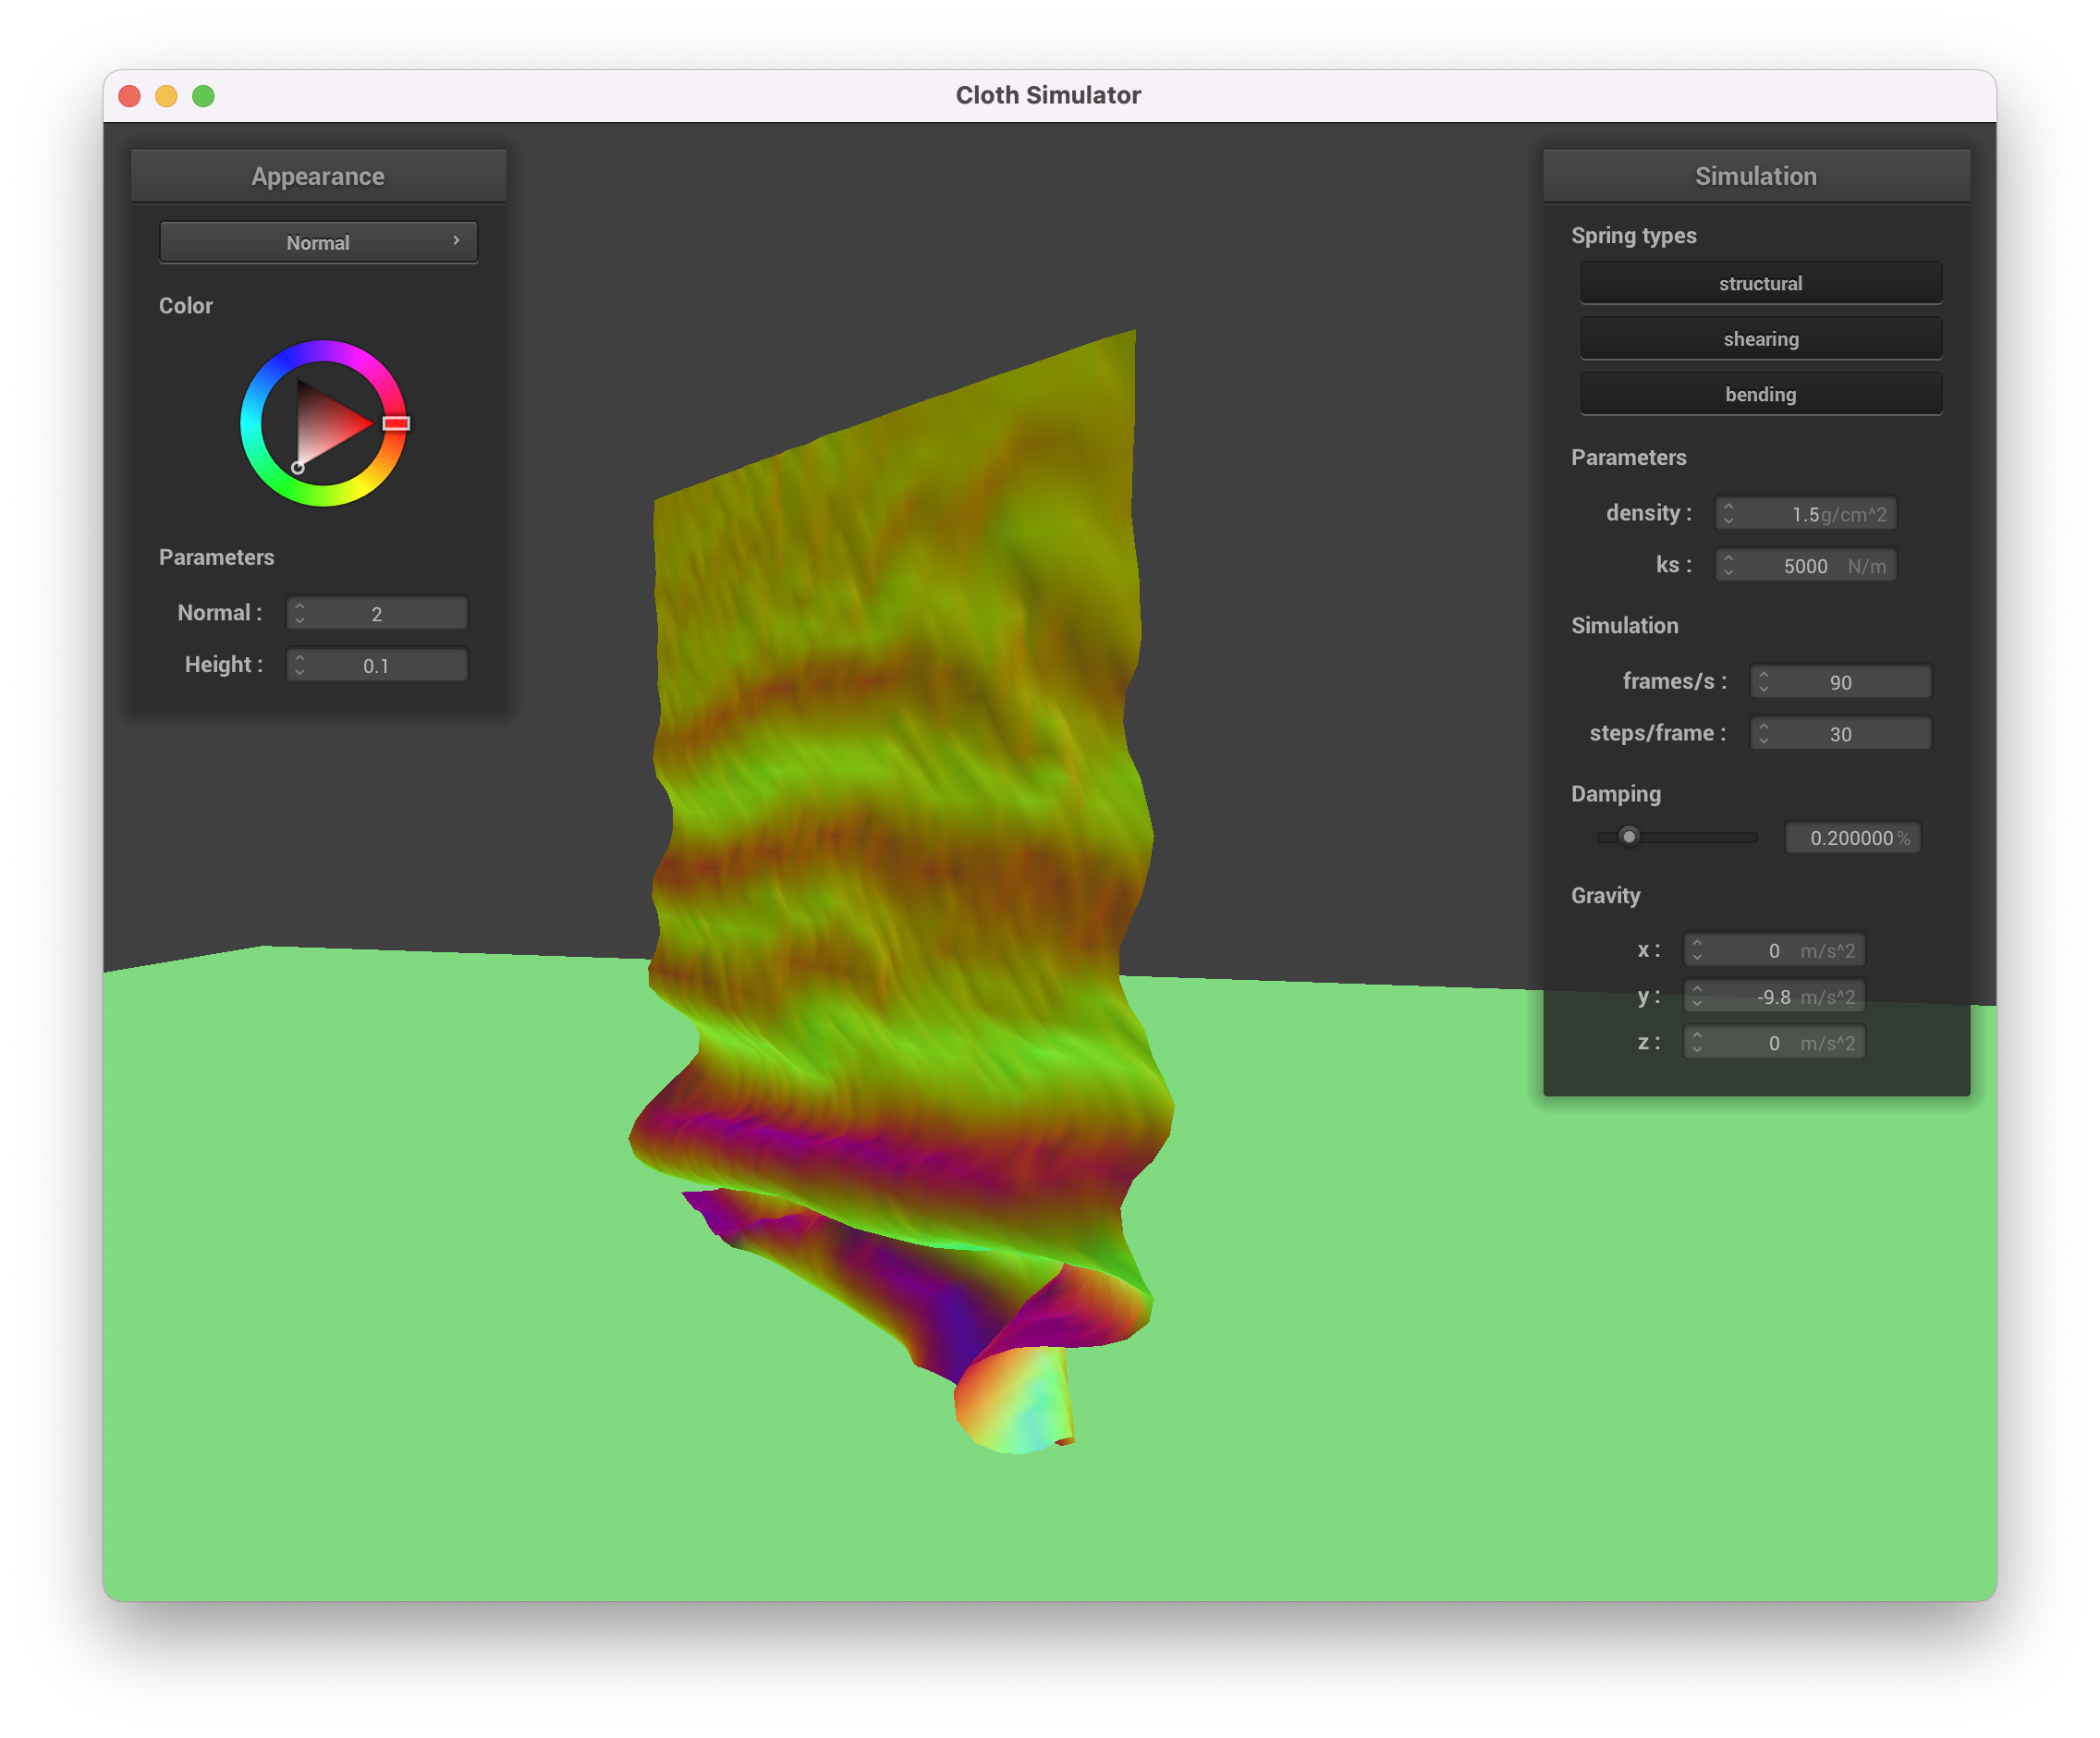 Cloth Simulator
Appearance
Normal
Color
Parameters
Normal : 2
Height : 0.1
Simulation
Spring types
structural
shearing
bending
Parameters
density : 1.5 g/cm^2
ks : 5000 N/m
Simulation
frames/s : 90
steps/frame : 30
Damping
0.200000 %
Gravity
x : 0 m/s^2
y : -9.8 m/s^2
z : 0 m/s^2